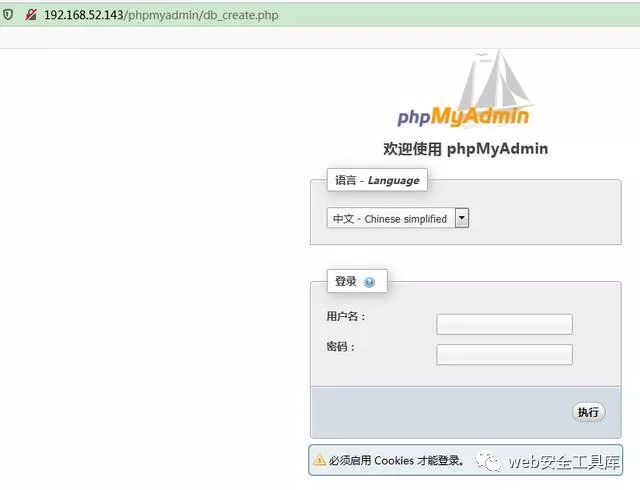 192.168.52.143/phpmyadmin/db_create.php
phpMyAdmin
欢迎使用 phpMyAdmin
语言 - Language
中文 - Chinese simplified
登录
用户名：
密码：
执行
必须启用 Cookies 才能登录。
web安全工具库